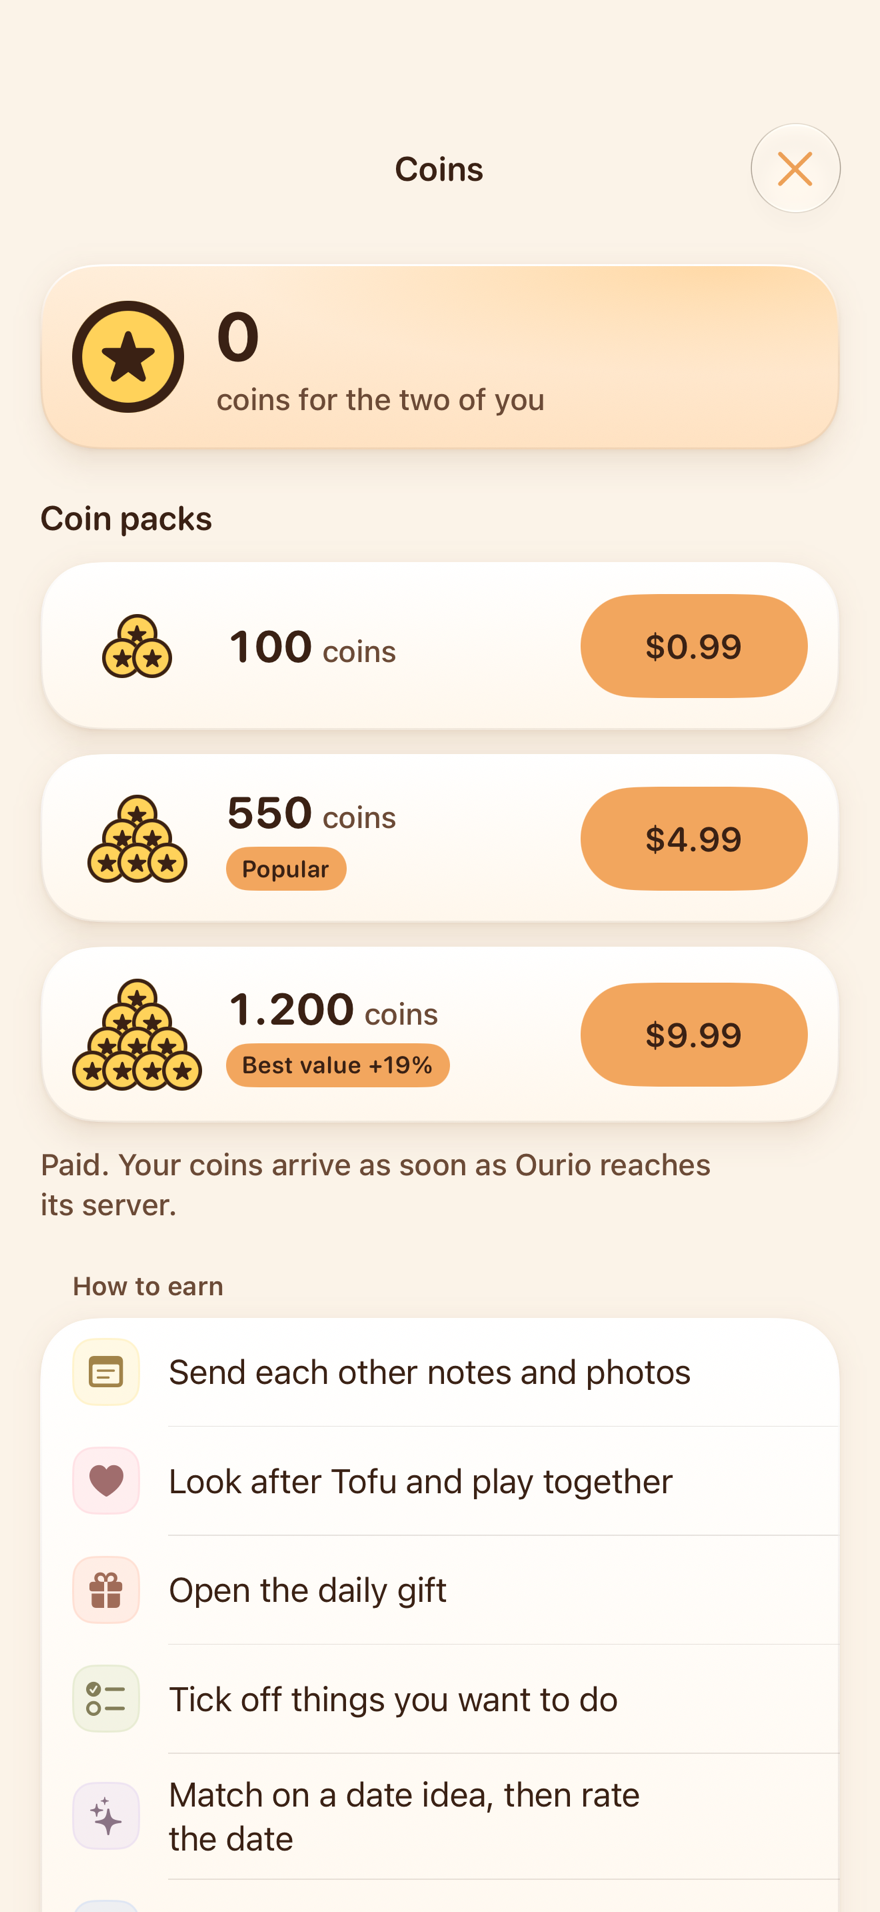 Coins
0
coins for the two of you
Coin packs
100 coins
$0.99
550 coins
Popular
$4.99
1.200 coins
Best value +19%
$9.99
Paid. Your coins arrive as soon as Ourio reaches
its server.
How to earn
Send each other notes and photos
Look after Tofu and play together
Open the daily gift
Tick off things you want to do
Match on a date idea, then rate
the date